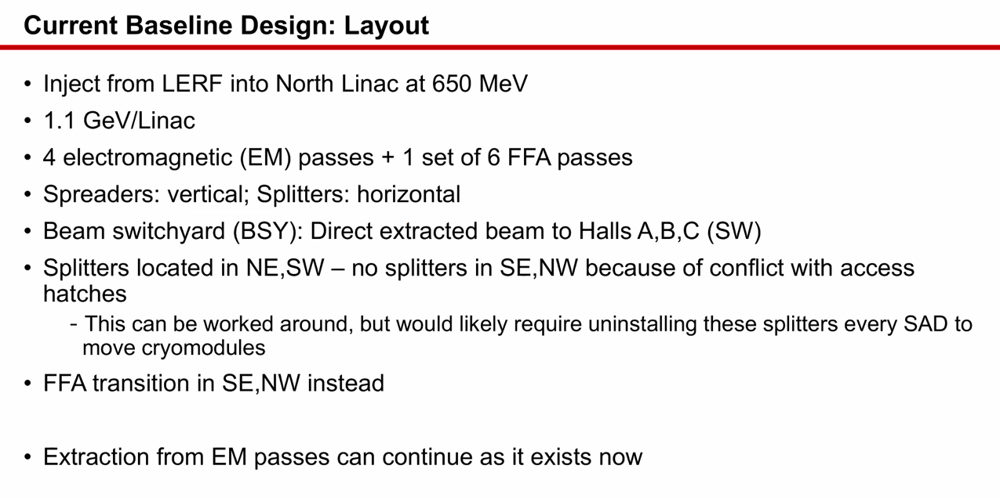 Current Baseline Design: Layout
• Inject from LERF into North Linac at 650 MeV
• 1.1 GeV/Linac
• 4 electromagnetic (EM) passes + 1 set of 6 FFA passes
• Spreaders: vertical; Splitters: horizontal
• Beam switchyard (BSY): Direct extracted beam to Halls A,B,C (SW)
• Splitters located in NE,SW – no splitters in SE,NW because of conflict with access
hatches
- This can be worked around, but would likely require uninstalling these splitters every SAD to
move cryomodules
• FFA transition in SE,NW instead
• Extraction from EM passes can continue as it exists now